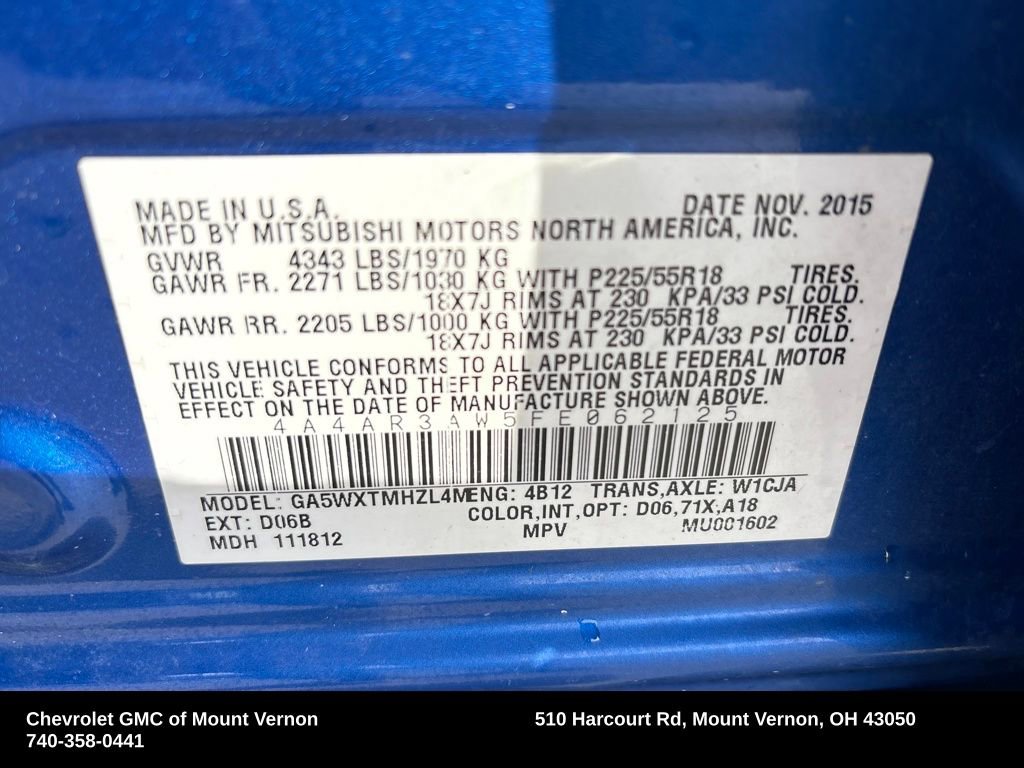 MADE IN U.S.A. DATE NOV. 2015
MFD BY MITSUBISHI MOTORS NORTH AMERICA, INC.
GVWR 4343 LBS/1970 KG
GAWR FR. 2271 LBS/1030 KG WITH P225/55R18 TIRES.
18X7J RIMS AT 230 KPA/33 PSI COLD.
GAWR RR. 2205 LBS/1000 KG WITH P225/55R18 TIRES.
18X7J RIMS AT 230 KPA/33 PSI COLD.
THIS VEHICLE CONFORMS TO ALL APPLICABLE FEDERAL MOTOR
VEHICLE SAFETY AND THEFT PREVENTION STANDARDS IN
EFFECT ON THE DATE OF MANUFACTURE SHOWN ABOVE.
4A4AR3AW5FE062125
MODEL: GA5WXTMHZL4M ENG: 4B12 TRANS,AXLE: W1CJA
EXT: D06B COLOR,INT,OPT: D06,71X,A18
MDH 111812 MPV MU001602
Chevrolet GMC of Mount Vernon 510 Harcourt Rd, Mount Vernon, OH 43050
740-358-0441